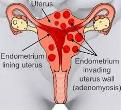 Uterus
Endometrium
lining uterus
Endometrium
invading
uterus wall
(adenomyosis)